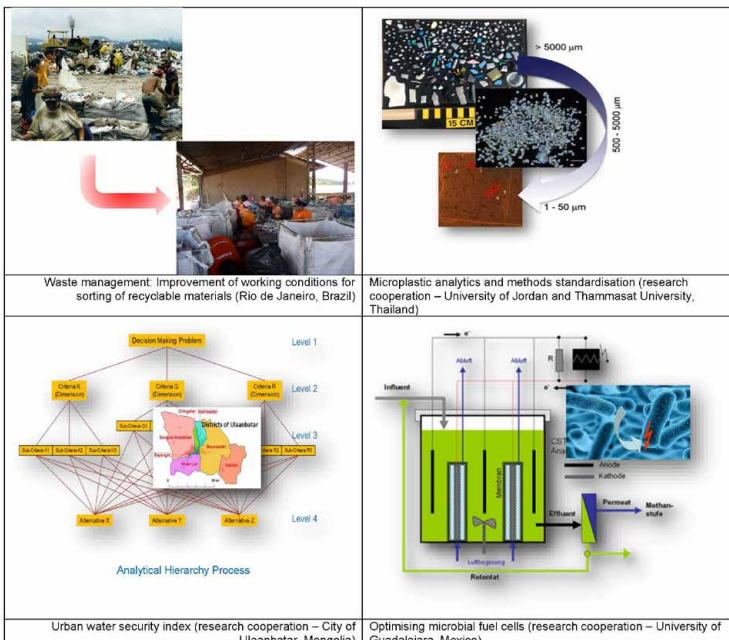 > 5000 µm
500 - 5000 µm
15 CM
1 - 50 µm
Waste management: Improvement of working conditions for
sorting of recyclable materials (Rio de Janeiro, Brazil)
Microplastic analytics and methods standardisation (research
cooperation – University of Jordan and Thammasat University,
Thailand)
Decision Making Problem
Level 1
Criteria K
(Dimension)
Criteria Q
(Dimension)
Criteria R
(Dimension)
Level 2
Sub-Criteria Q1
Districts of Ulaanbatar
Level 3
Sub-Criteria K1
Sub-Criteria K2
Sub-Criteria K3
R2
Alternative X
Alternative Y
Alternative Z
Level 4
Analytical Hierarchy Process
e-
Abluft
Abluft
R
e-
Influent
CST
Ana
Anode
Kathode
Membran
Effluent
Permeat
Methan-
stufe
Luftbegasung
Retentat
Urban water security index (research cooperation – City of
Ulaanbatar, Mongolia)
Optimising microbial fuel cells (research cooperation – University of
Guadalajara, Mexico)